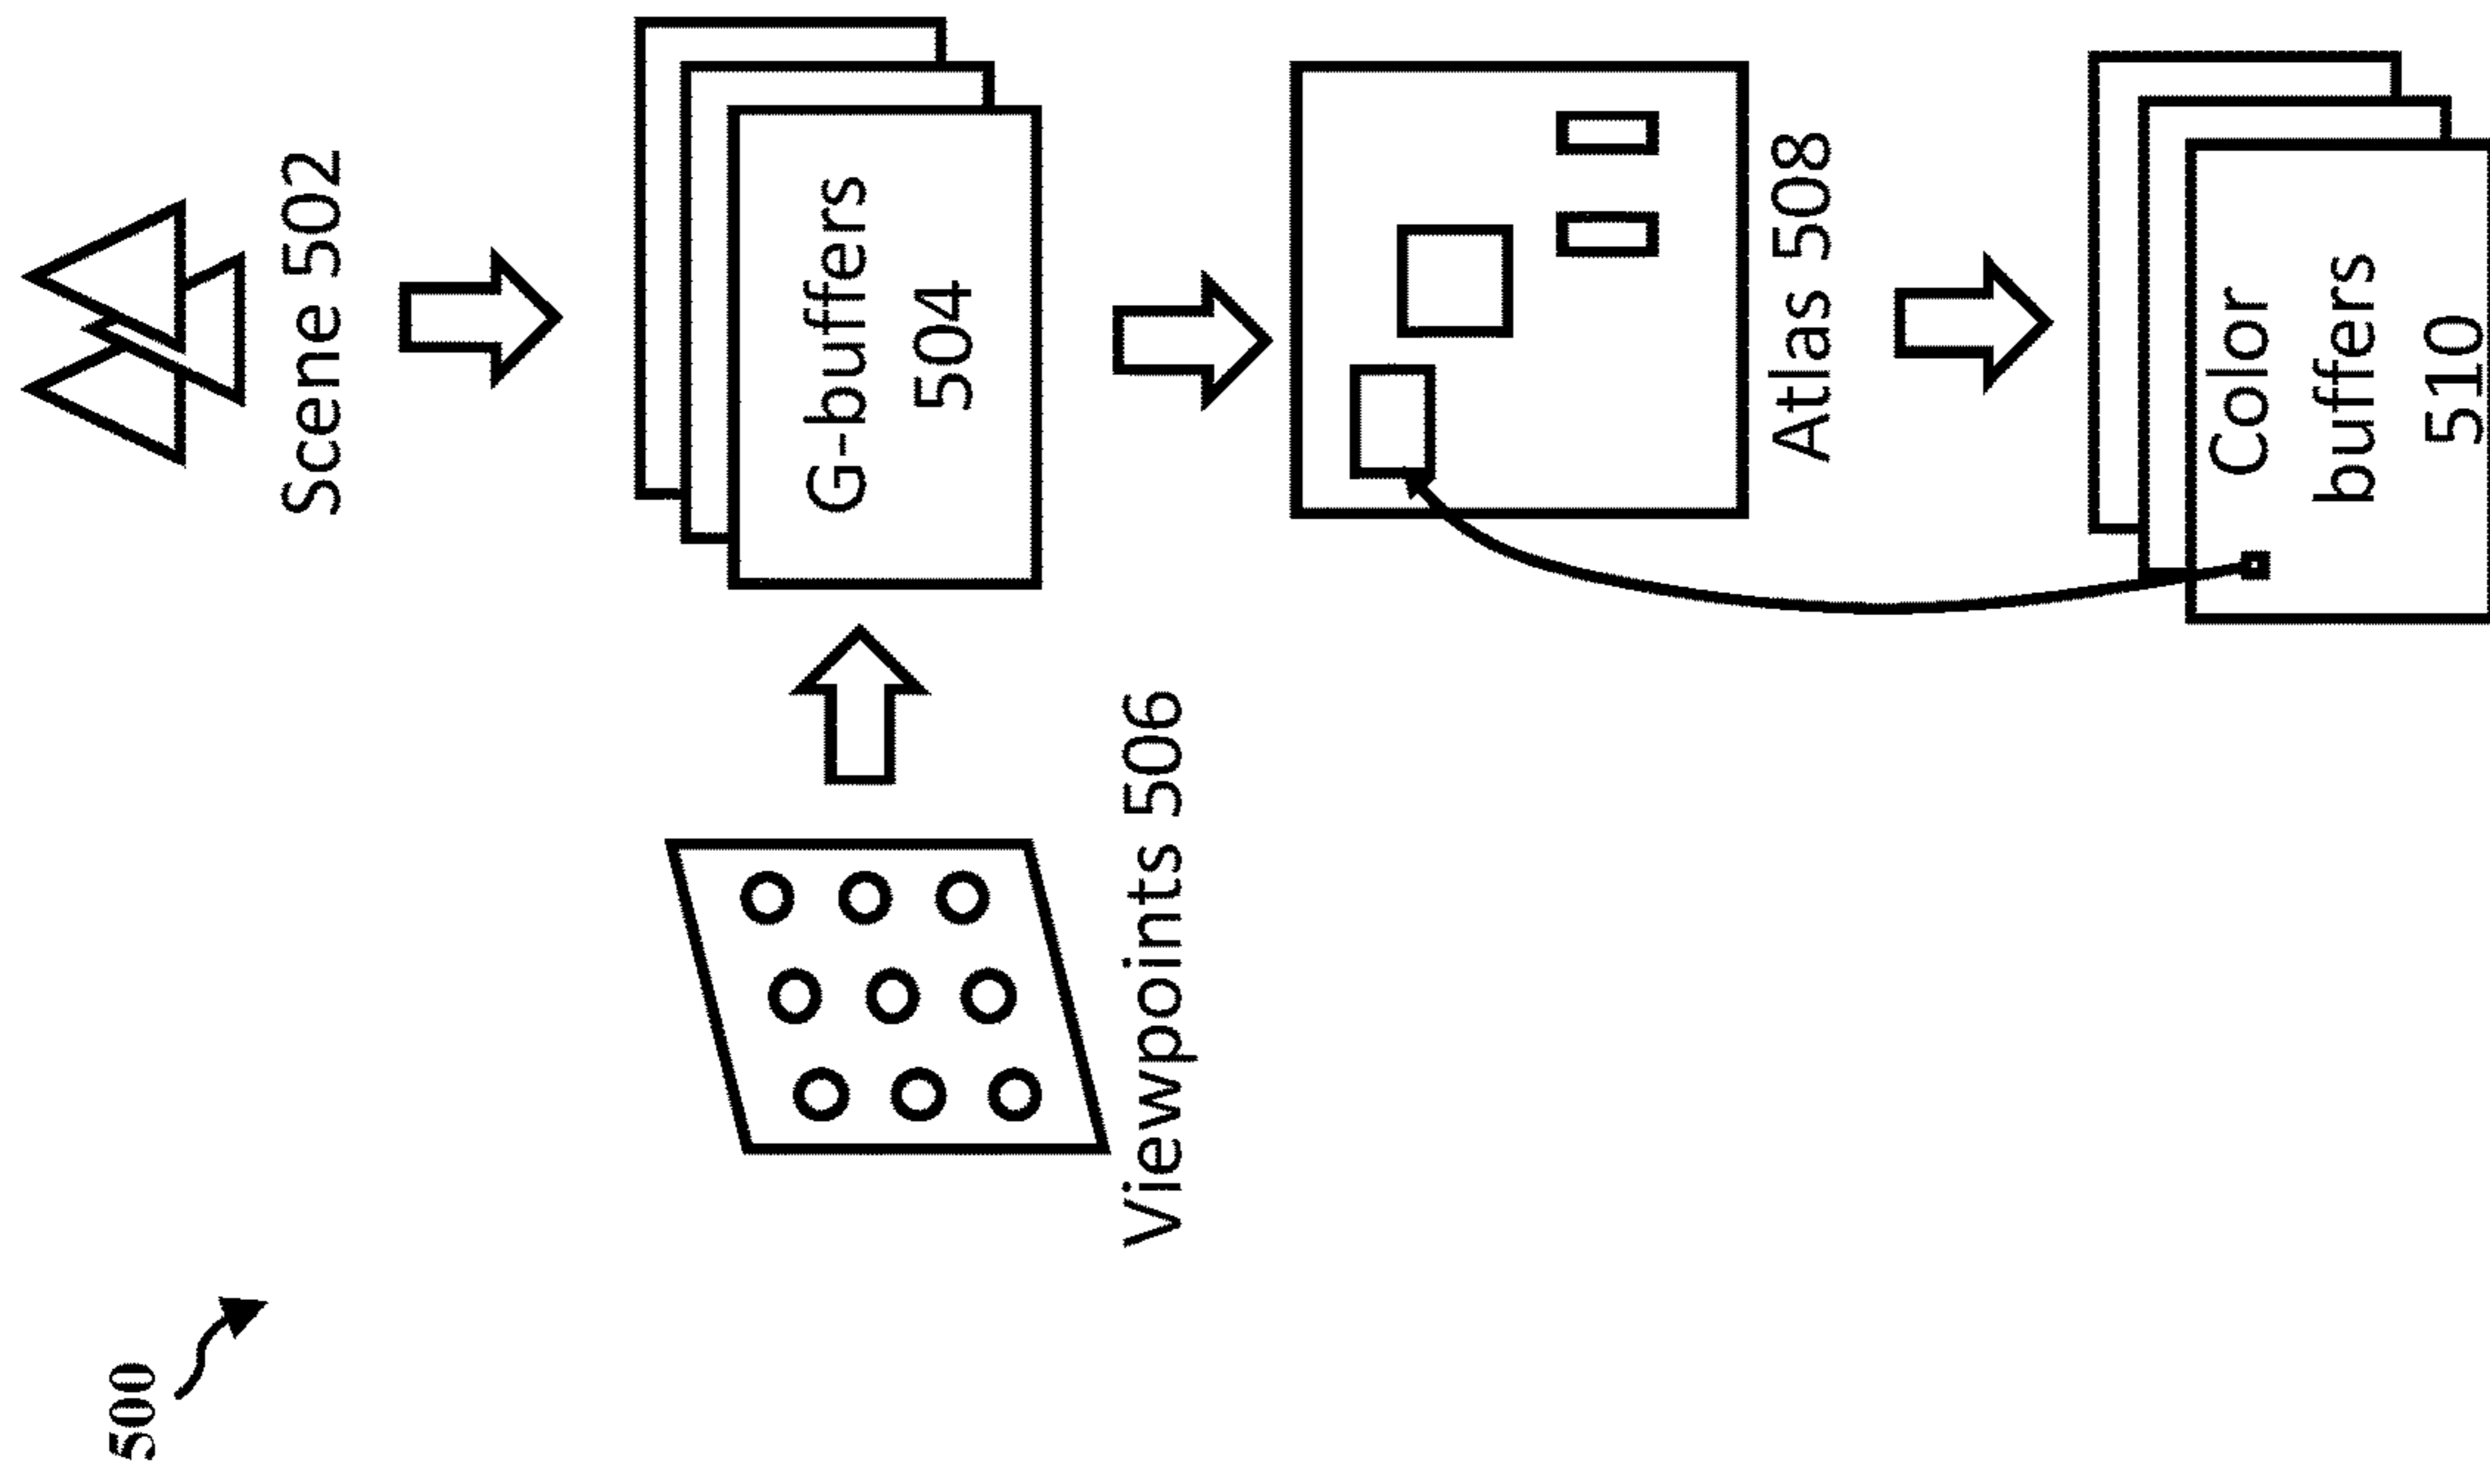 500
Scene 502
G-buffers
504
Viewpoints 506
Atlas 508
Color
buffers
510